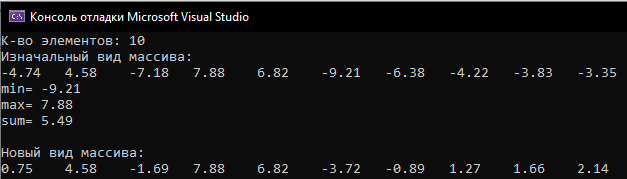 Консоль отладки Microsoft Visual Studio
К-во элементов: 10
Изначальный вид массива:
-4.74 4.58 -7.18 7.88 6.82 -9.21 -6.38 -4.22 -3.83 -3.35
min= -9.21
max= 7.88
sum= 5.49
Новый вид массива:
0.75 4.58 -1.69 7.88 6.82 -3.72 -0.89 1.27 1.66 2.14